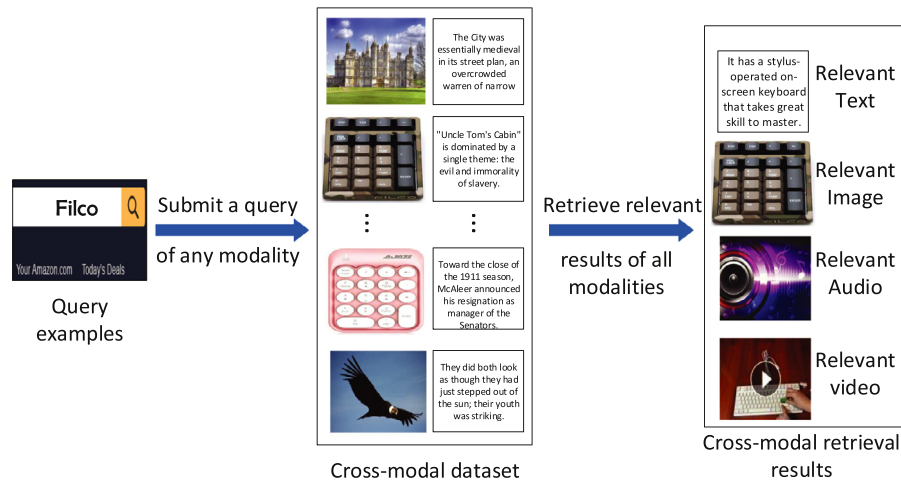 Filco
Your Amazon.com Today's Deals
Query
examples
Submit a query
of any modality
The City was
essentially medieval
in its street plan, an
overcrowded
warren of narrow
"Uncle Tom's Cabin"
is dominated by a
single theme: the
evil and immorality
of slavery.
AJAZZ
Toward the close of
the 1911 season,
McAleer announced
his resignation as
manager of the
Senators.
They did both look
as though they had
just stepped out of
the sun; their youth
was striking.
Cross-modal dataset
Retrieve relevant
results of all
modalities
It has a stylus-
operated on-
screen keyboard
that takes great
skill to master.
Relevant
Text
Relevant
Image
Relevant
Audio
Relevant
video
Cross-modal retrieval
results